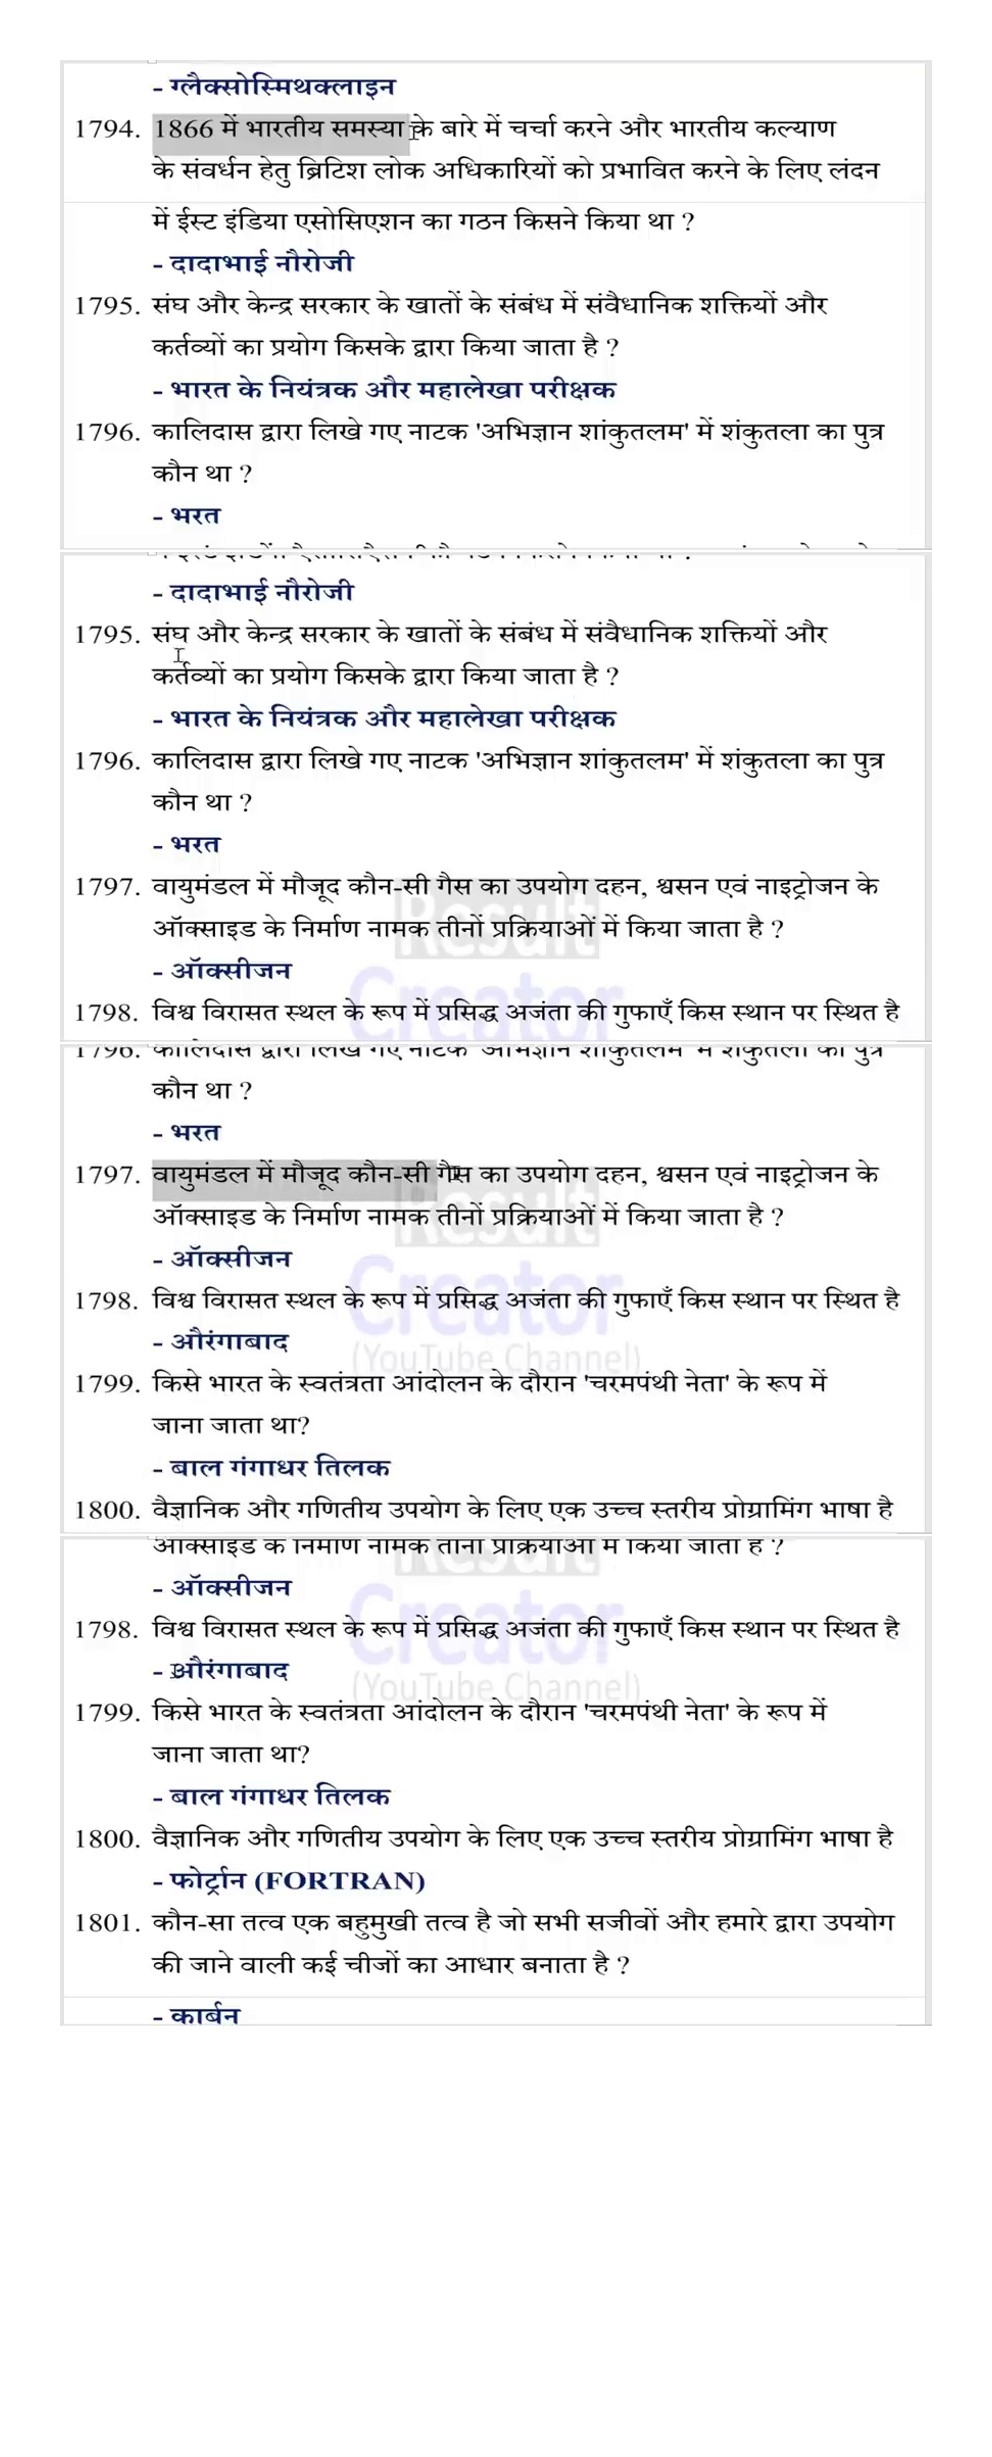 - ग्लैक्सोस्मिथक्लाइन
1794. 1866 में भारतीय समस्या के बारे में चर्चा करने और भारतीय कल्याण
के संवर्धन हेतु ब्रिटिश लोक अधिकारियों को प्रभावित करने के लिए लंदन
में ईस्ट इंडिया एसोसिएशन का गठन किसने किया था ?
- दादाभाई नौरोजी
1795. संघ और केन्द्र सरकार के खातों के संबंध में संवैधानिक शक्तियों और
कर्तव्यों का प्रयोग किसके द्वारा किया जाता है ?
- भारत के नियंत्रक और महालेखा परीक्षक
1796. कालिदास द्वारा लिखे गए नाटक 'अभिज्ञान शांकुतलम' में शंकुतला का पुत्र
कौन था ?
- भरत
- दादाभाई नौरोजी
1795. संघ और केन्द्र सरकार के खातों के संबंध में संवैधानिक शक्तियों और
कर्तव्यों का प्रयोग किसके द्वारा किया जाता है ?
- भारत के नियंत्रक और महालेखा परीक्षक
1796. कालिदास द्वारा लिखे गए नाटक 'अभिज्ञान शांकुतलम' में शंकुतला का पुत्र
कौन था ?
- भरत
1797. वायुमंडल में मौजूद कौन-सी गैस का उपयोग दहन, श्वसन एवं नाइट्रोजन के
Result
ऑक्साइड के निर्माण नामक तीनों प्रक्रियाओं में किया जाता है ?
- ऑक्सीजन
Creator
1798. विश्व विरासत स्थल के रूप में प्रसिद्ध अजंता की गुफाएँ किस स्थान पर स्थित है
1796. कालिदास द्वारा लिखे गए नाटक 'अभिज्ञान शांकुतलम' में शंकुतला का पुत्र
कौन था ?
- भरत
1797. वायुमंडल में मौजूद कौन-सी गैस का उपयोग दहन, श्वसन एवं नाइट्रोजन के
Result
ऑक्साइड के निर्माण नामक तीनों प्रक्रियाओं में किया जाता है ?
- ऑक्सीजन
Creator
1798. विश्व विरासत स्थल के रूप में प्रसिद्ध अजंता की गुफाएँ किस स्थान पर स्थित है
- औरंगाबाद
(YouTube Channel)
1799. किसे भारत के स्वतंत्रता आंदोलन के दौरान 'चरमपंथी नेता' के रूप में
जाना जाता था?
- बाल गंगाधर तिलक
1800. वैज्ञानिक और गणितीय उपयोग के लिए एक उच्च स्तरीय प्रोग्रामिंग भाषा है
ऑक्साइड के निर्माण नामक तीनों प्रक्रियाओं में किया जाता है ?
- ऑक्सीजन
Creator
1798. विश्व विरासत स्थल के रूप में प्रसिद्ध अजंता की गुफाएँ किस स्थान पर स्थित है
- औरंगाबाद
(YouTube Channel)
1799. किसे भारत के स्वतंत्रता आंदोलन के दौरान 'चरमपंथी नेता' के रूप में
जाना जाता था?
- बाल गंगाधर तिलक
1800. वैज्ञानिक और गणितीय उपयोग के लिए एक उच्च स्तरीय प्रोग्रामिंग भाषा है
- फोर्ट्रान (FORTRAN)
1801. कौन-सा तत्व एक बहुमुखी तत्व है जो सभी सजीवों और हमारे द्वारा उपयोग
की जाने वाली कई चीजों का आधार बनाता है ?
- कार्बन